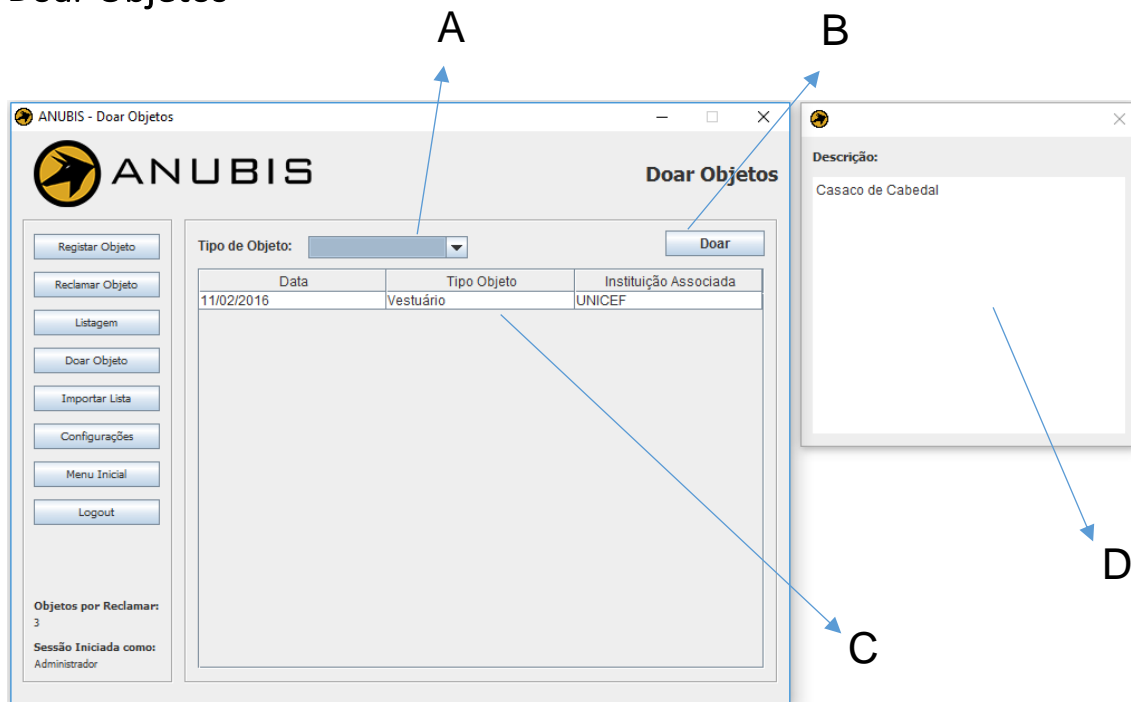 Doar Objetos
A
B
ANUBIS - Doar Objetos
ANUBIS
Doar Objetos
Registar Objeto
Reclamar Objeto
Listagem
Doar Objeto
Importar Lista
Configurações
Menu Inicial
Logout
Objetos por Reclamar:
3
Sessão Iniciada como:
Administrador
Tipo de Objeto:
Doar
Data Tipo Objeto Instituição Associada
11/02/2016 Vestuário UNICEF
Descrição:
Casaco de Cabedal
D
C